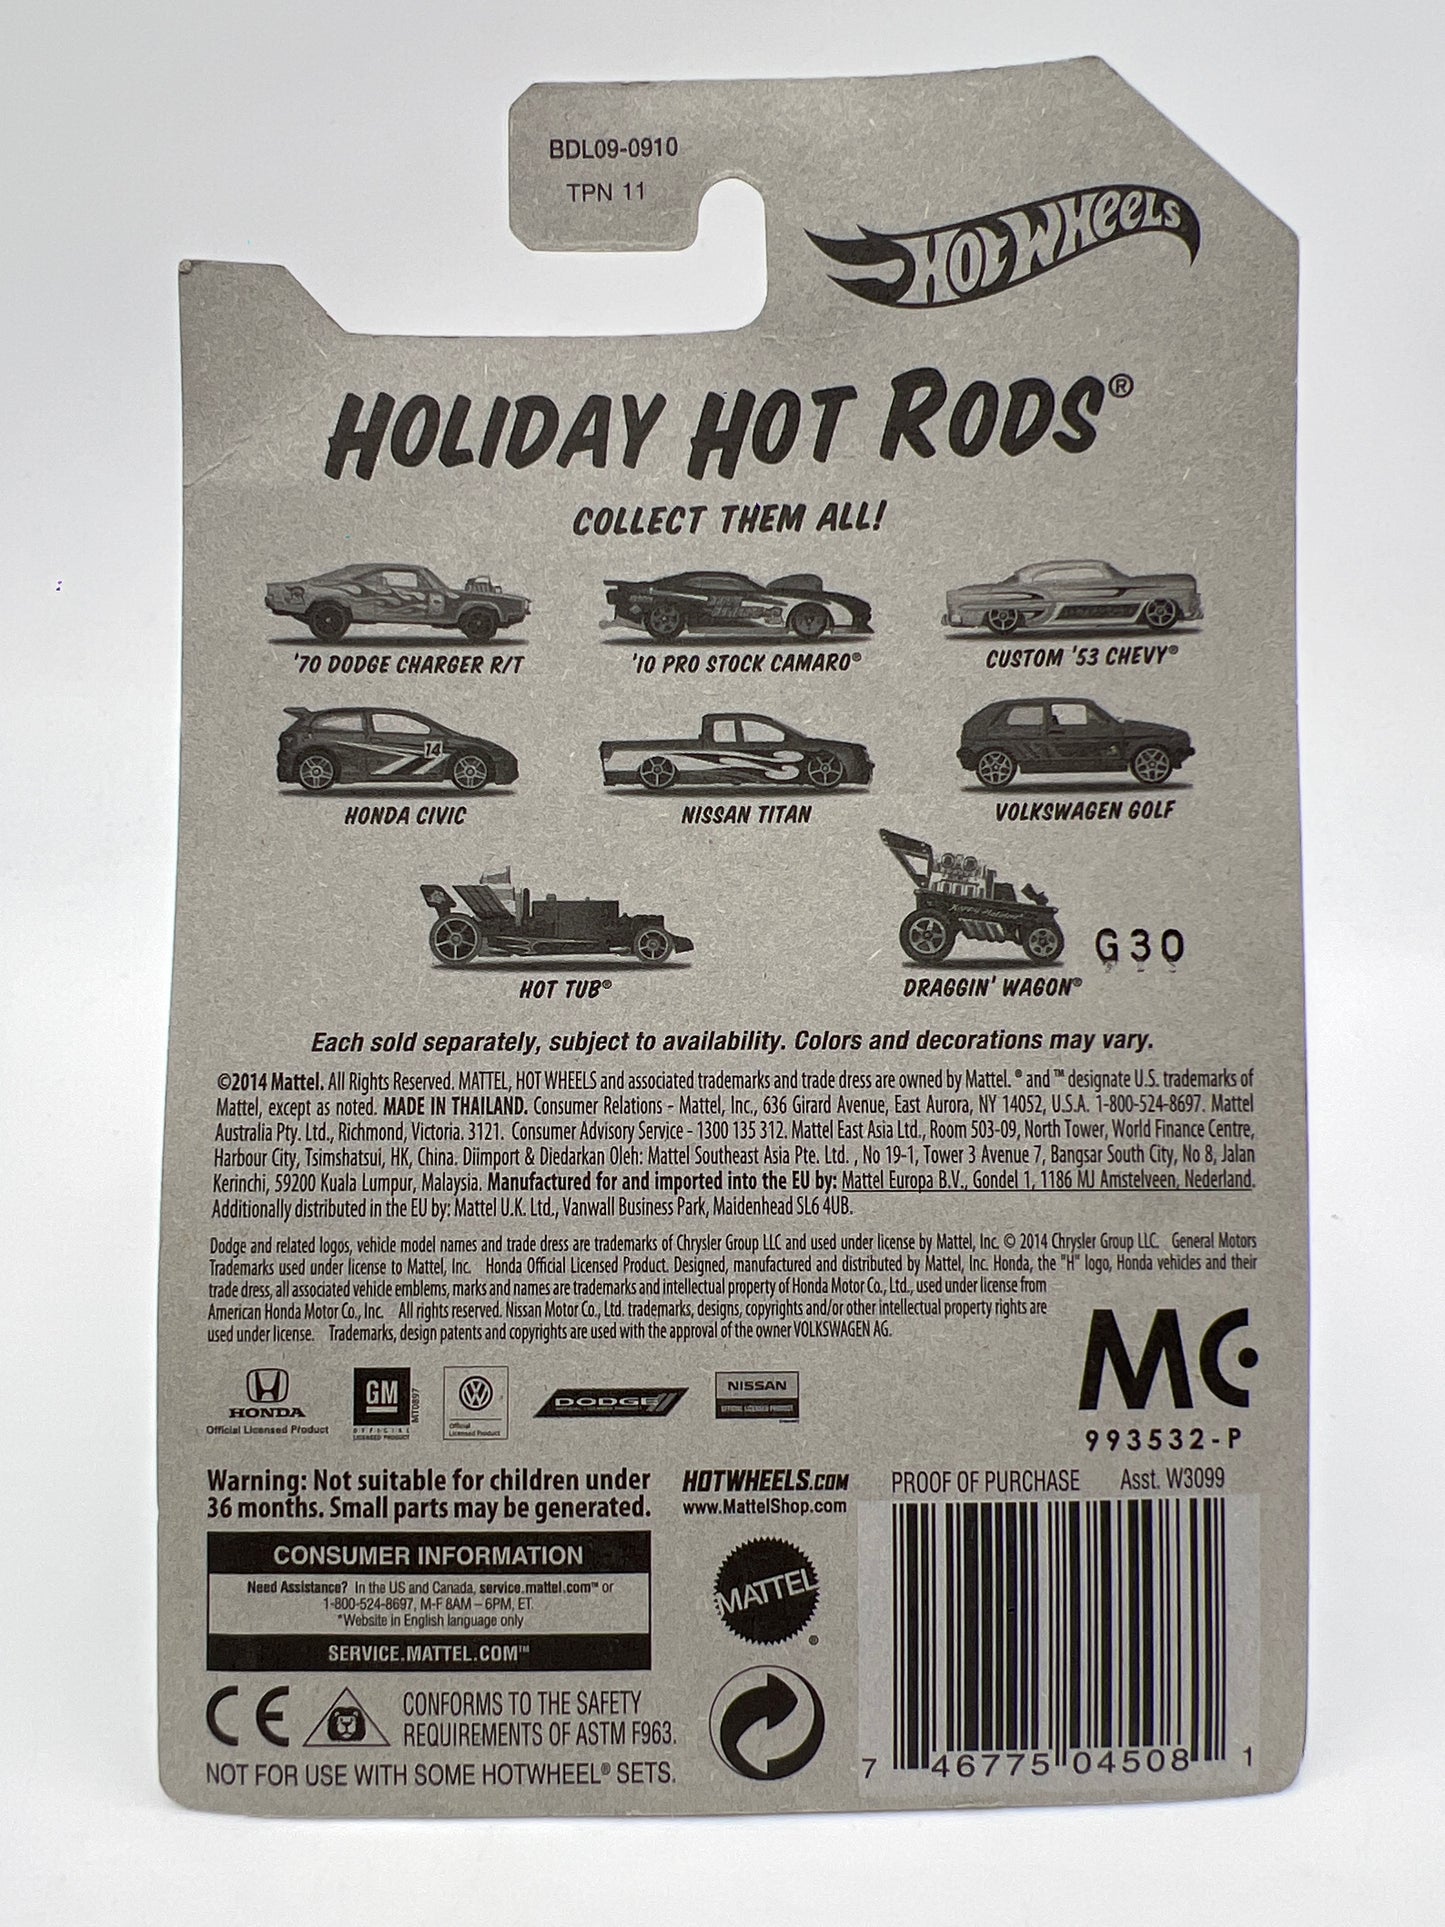 BDL09-0910
TPN 11
HOT WHEELS
HOLIDAY HOT RODS®
COLLECT THEM ALL!
'70 DODGE CHARGER R/T
'10 PRO STOCK CAMARO®
CUSTOM '53 CHEVY®
14
HONDA CIVIC
NISSAN TITAN
VOLKSWAGEN GOLF
HOT TUB®
DRAGGIN' WAGON®
G30
Each sold separately, subject to availability. Colors and decorations may vary.
©2014 Mattel. All Rights Reserved. MATTEL, HOT WHEELS and associated trademarks and trade dress are owned by Mattel. ® and ™ designate U.S. trademarks of
Mattel, except as noted. MADE IN THAILAND. Consumer Relations - Mattel, Inc., 636 Girard Avenue, East Aurora, NY 14052, U.S.A. 1-800-524-8697. Mattel
Australia Pty. Ltd., Richmond, Victoria. 3121. Consumer Advisory Service - 1300 135 312. Mattel East Asia Ltd., Room 503-09, North Tower, World Finance Centre,
Harbour City, Tsimshatsui, HK, China. Diimport & Diedarkan Oleh: Mattel Southeast Asia Pte. Ltd. , No 19-1, Tower 3 Avenue 7, Bangsar South City, No 8, Jalan
Kerinchi, 59200 Kuala Lumpur, Malaysia. Manufactured for and imported into the EU by: Mattel Europa B.V., Gondel 1, 1186 MJ Amstelveen, Nederland.
Additionally distributed in the EU by: Mattel U.K. Ltd., Vanwall Business Park, Maidenhead SL6 4UB.
Dodge and related logos, vehicle model names and trade dress are trademarks of Chrysler Group LLC and used under license by Mattel, Inc. © 2014 Chrysler Group LLC. General Motors
Trademarks used under license to Mattel, Inc. Honda Official Licensed Product. Designed, manufactured and distributed by Mattel, Inc. Honda, the "H" logo, Honda vehicles and their
trade dress, all associated vehicle emblems, marks and names are trademarks and intellectual property of Honda Motor Co., Ltd., used under license from
American Honda Motor Co., Inc. All rights reserved. Nissan Motor Co., Ltd. trademarks, designs, copyrights and/or other intellectual property rights are
used under license. Trademarks, design patents and copyrights are used with the approval of the owner VOLKSWAGEN AG.
MC
993532-P
HONDA
Official Licensed Product
GM
OFFICIAL
LICENSED PRODUCT
MT0897
Official
Licensed Product
DODGE
OFFICIAL LICENSED PRODUCT
NISSAN
OFFICIAL LICENSED PRODUCT
Warning: Not suitable for children under
36 months. Small parts may be generated.
HOTWHEELS.COM
www.MattelShop.com
PROOF OF PURCHASE Asst. W3099
CONSUMER INFORMATION
Need Assistance? In the US and Canada, service.mattel.com™ or
1-800-524-8697, M-F 8AM – 6PM, ET.
*Website in English language only
SERVICE.MATTEL.COM™
MATTEL®
CE
CONFORMS TO THE SAFETY
REQUIREMENTS OF ASTM F963.
NOT FOR USE WITH SOME HOTWHEEL® SETS.
7 46775 04508 1